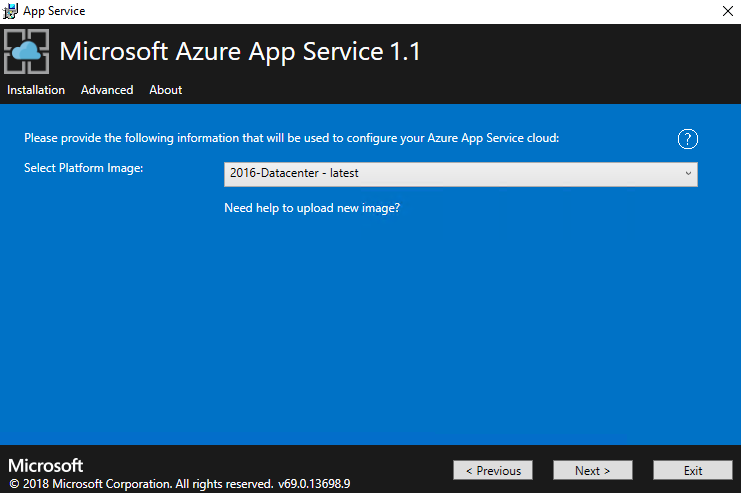 App Service
Microsoft Azure App Service 1.1
Installation Advanced About
Please provide the following information that will be used to configure your Azure App Service cloud: ?
Select Platform Image: 2016-Datacenter - latest
Need help to upload new image?
Microsoft
© 2018 Microsoft Corporation. All rights reserved. v69.0.13698.9
< Previous Next > Exit